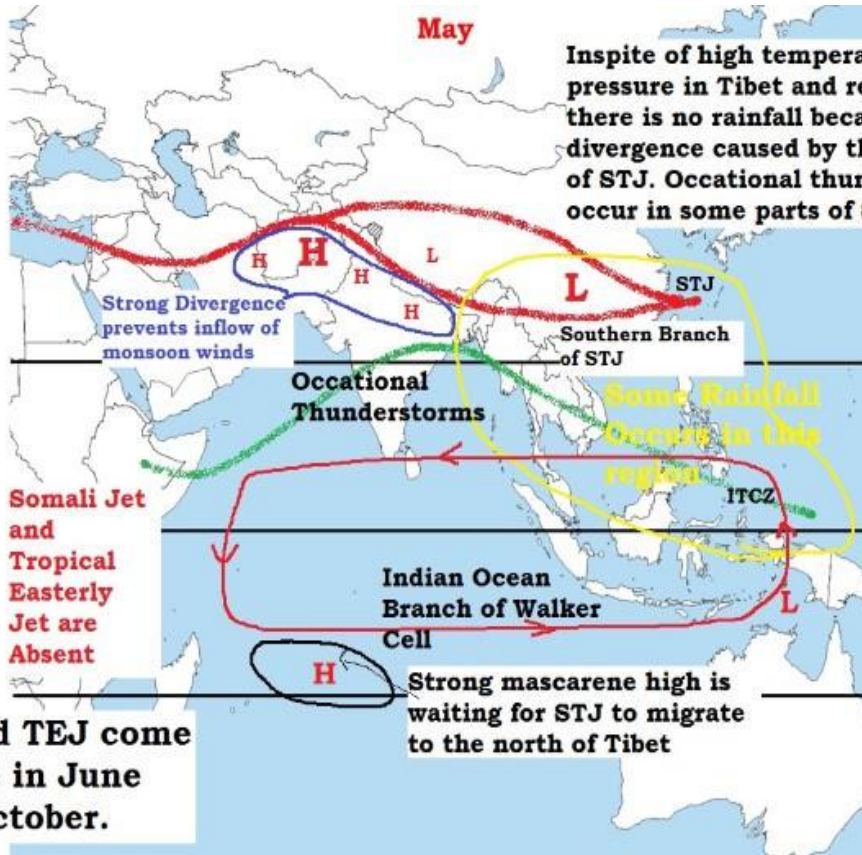 May
Inspite of high tempera
pressure in Tibet and re
there is no rainfall beca
divergence caused by th
of STJ. Occational thun
occur in some parts of
H
H
H
H
L
L
STJ
Strong Divergence
prevents inflow of
monsoon winds
Southern Branch
of STJ
Occational
Thunderstorms
Some Rainfall
Occurs in this
region
ITCZ
Somali Jet
and
Tropical
Easterly
Jet are
Absent
Indian Ocean
Branch of Walker
Cell
L
H
Strong mascarene high is
waiting for STJ to migrate
to the north of Tibet
d TEJ come
in June
ctober.